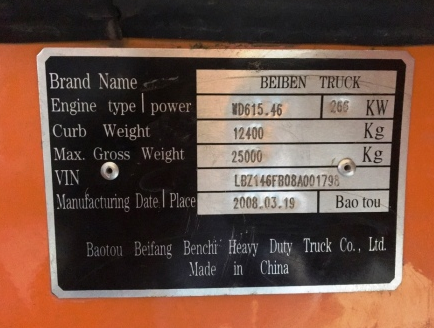 Brand Name BEIBEN TRUCK
Engine type | power WD615.46 266 KW
Curb Weight 12400 Kg
Max. Gross Weight 25000 Kg
VIN LBZ146FB08A001798
Manufacturing Date | Place 2008.03.19 Bao tou
Baotou Beifang Benchi Heavy Duty Truck Co., Ltd.
Made in China